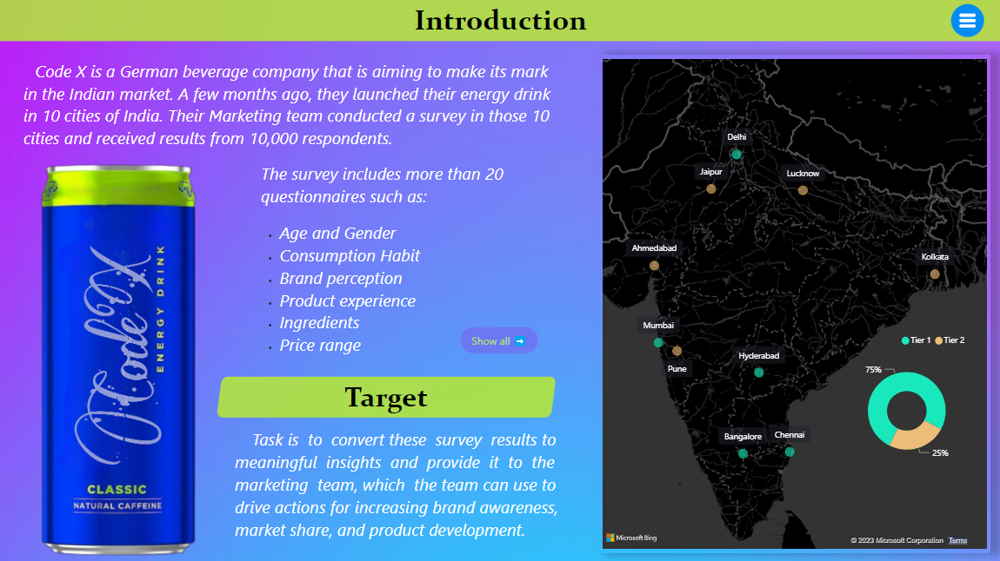 Introduction
Code X is a German beverage company that is aiming to make its mark
in the Indian market. A few months ago, they launched their energy drink
in 10 cities of India. Their Marketing team conducted a survey in those 10
cities and received results from 10,000 respondents.
The survey includes more than 20
questionnaires such as:
• Age and Gender
• Consumption Habit
• Brand perception
• Product experience
• Ingredients
• Price range
Show all
CodeX
ENERGY DRINK
CLASSIC
NATURAL CAFFEINE
Target
Task is to convert these survey results to
meaningful insights and provide it to the
marketing team, which the team can use to
drive actions for increasing brand awareness,
market share, and product development.
Delhi
Jaipur
Lucknow
Ahmedabad
Kolkata
Mumbai
Pune
Hyderabad
Bangalore
Chennai
Tier 1 Tier 2
75%
25%
Microsoft Bing
© 2023 Microsoft Corporation Terms